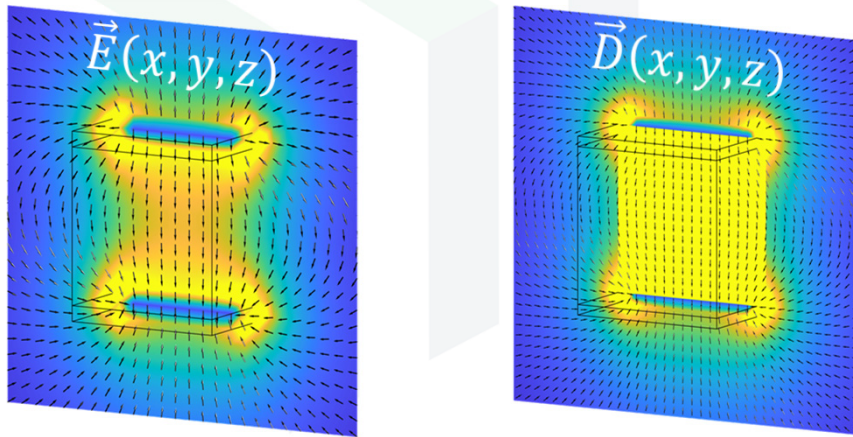 E⃗(x, y, z)
D⃗(x, y, z)